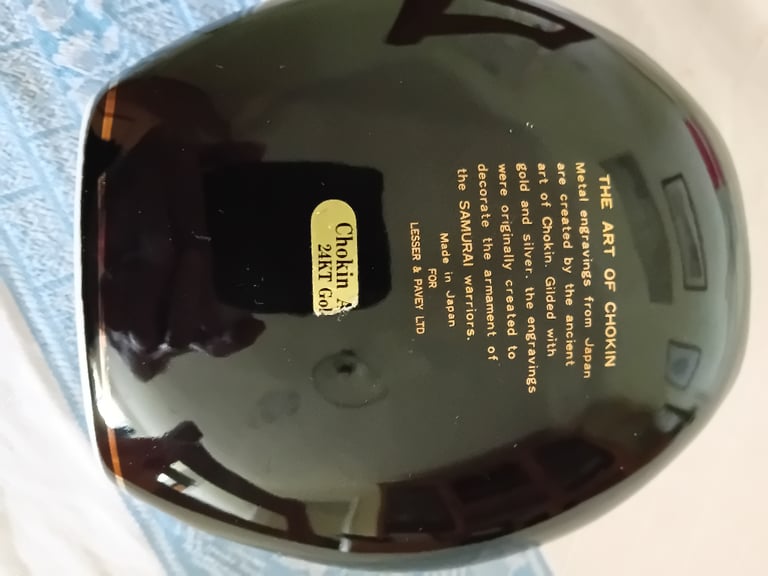 THE ART OF CHOKIN
Metal engravings from Japan
are created by the ancient
art of Chokin. Gilded with
gold and silver, the engravings
were originally created to
decorate the armament of
the SAMURAI warriors.
Made in Japan
FOR
LESSER & PAVEY LTD
Chokin A
24KT Gol